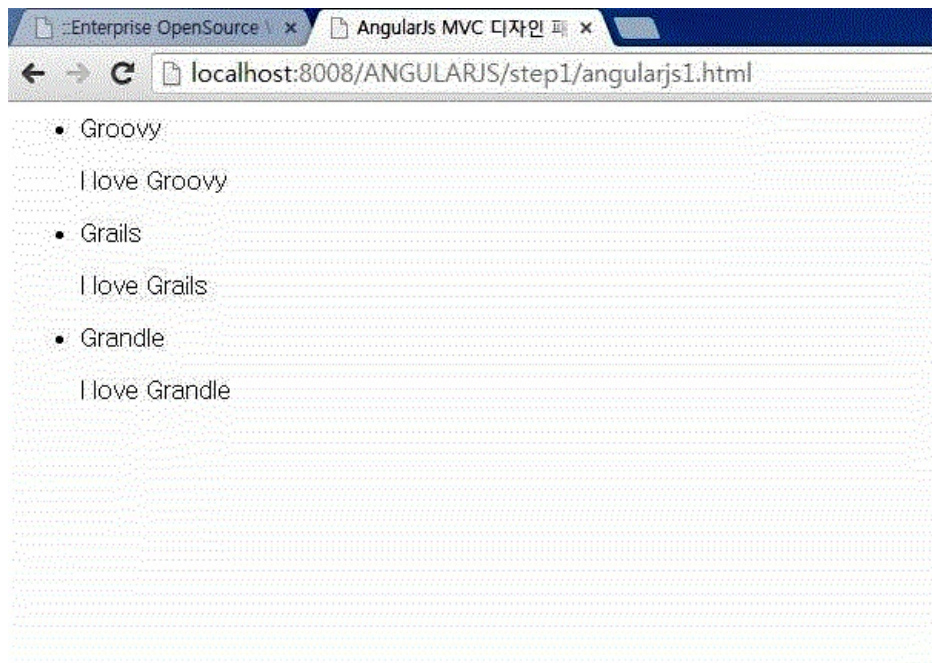 ::Enterprise OpenSource
AngularJs MVC 디자인
localhost:8008/ANGULARJS/step1/angularjs1.html
Groovy
I love Groovy
Grails
I love Grails
Grandle
I love Grandle